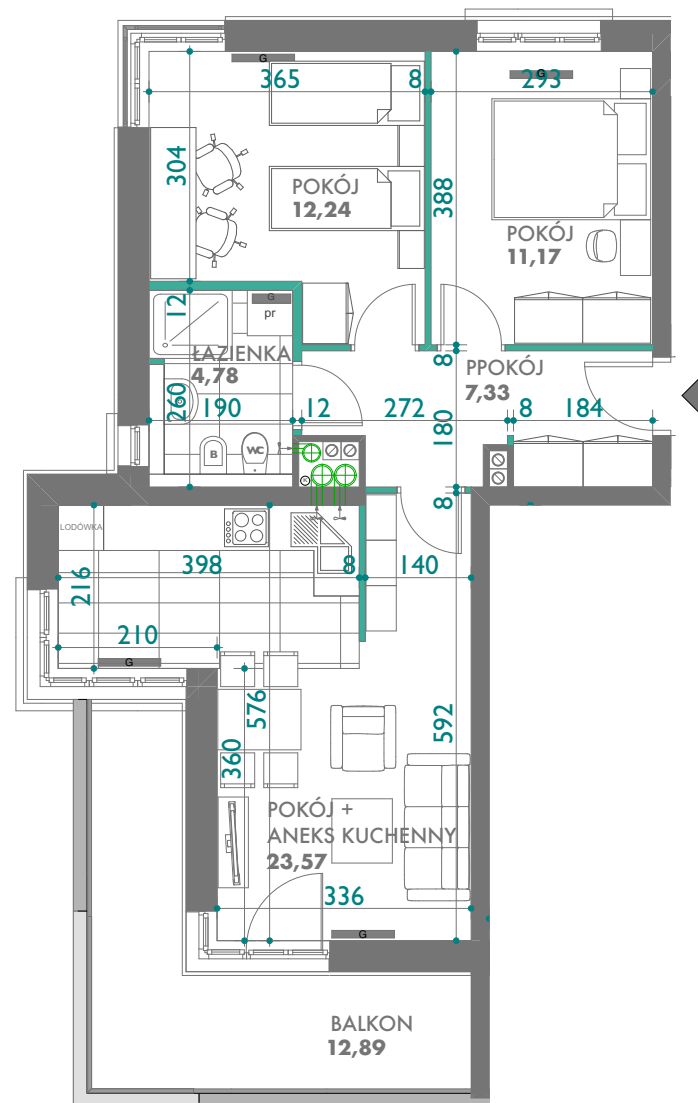 G
G
365
8
293
304
388
POKÓJ
12,24
POKÓJ
11,17
12
G
pr
ŁAZIENKA
4,78
8
PPOKÓJ
7,33
260
190
12
272
180
8
184
B
WC
K
8
LODÓWKA
216
398
8
140
210
G
576
592
360
POKÓJ +
ANEKS KUCHENNY
23,57
336
G
BALKON
12,89